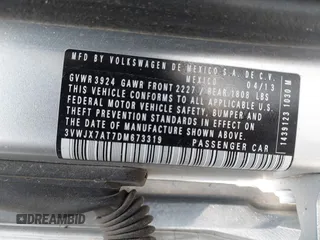 MFD BY VOLKSWAGEN DE MEXICO S.A. DE C.V.
MEXICO 04/13
GVWR 3924 GAWR FRONT 2227 / REAR 1808 LBS
THIS VEHICLE CONFORMS TO ALL APPLICABLE U.S.
FEDERAL MOTOR VEHICLE SAFETY, BUMPER AND
THEFT PREVENTION STANDARDS IN EFFECT ON
THE DATE OF MANUFACTURE SHOWN ABOVE
3VWJX7AT7DM673319
PASSENGER CAR
1439123 1030 M
DREAMBID